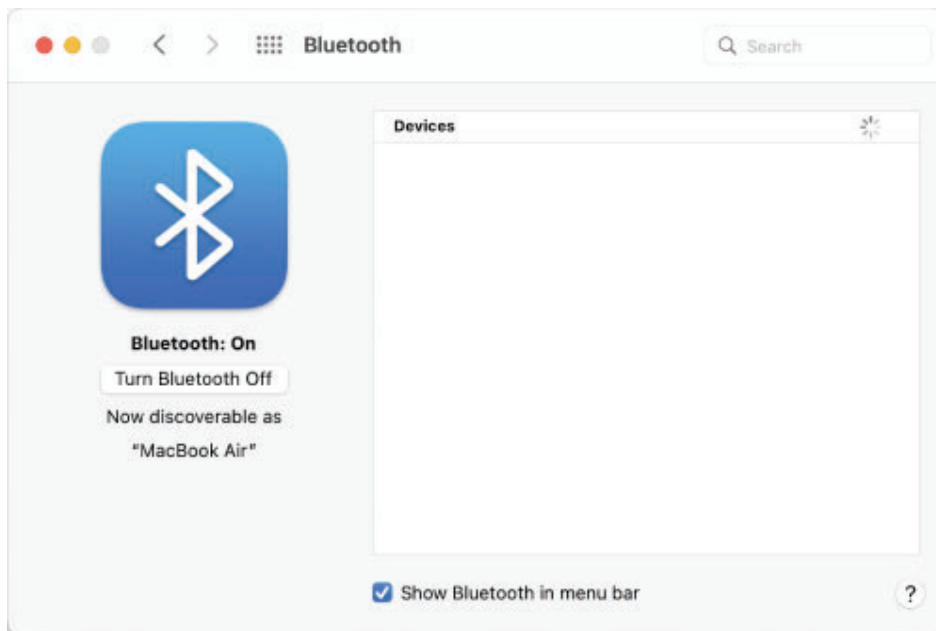 Bluetooth
Search
Devices
Bluetooth: On
Turn Bluetooth Off
Now discoverable as
“MacBook Air”
Show Bluetooth in menu bar
?